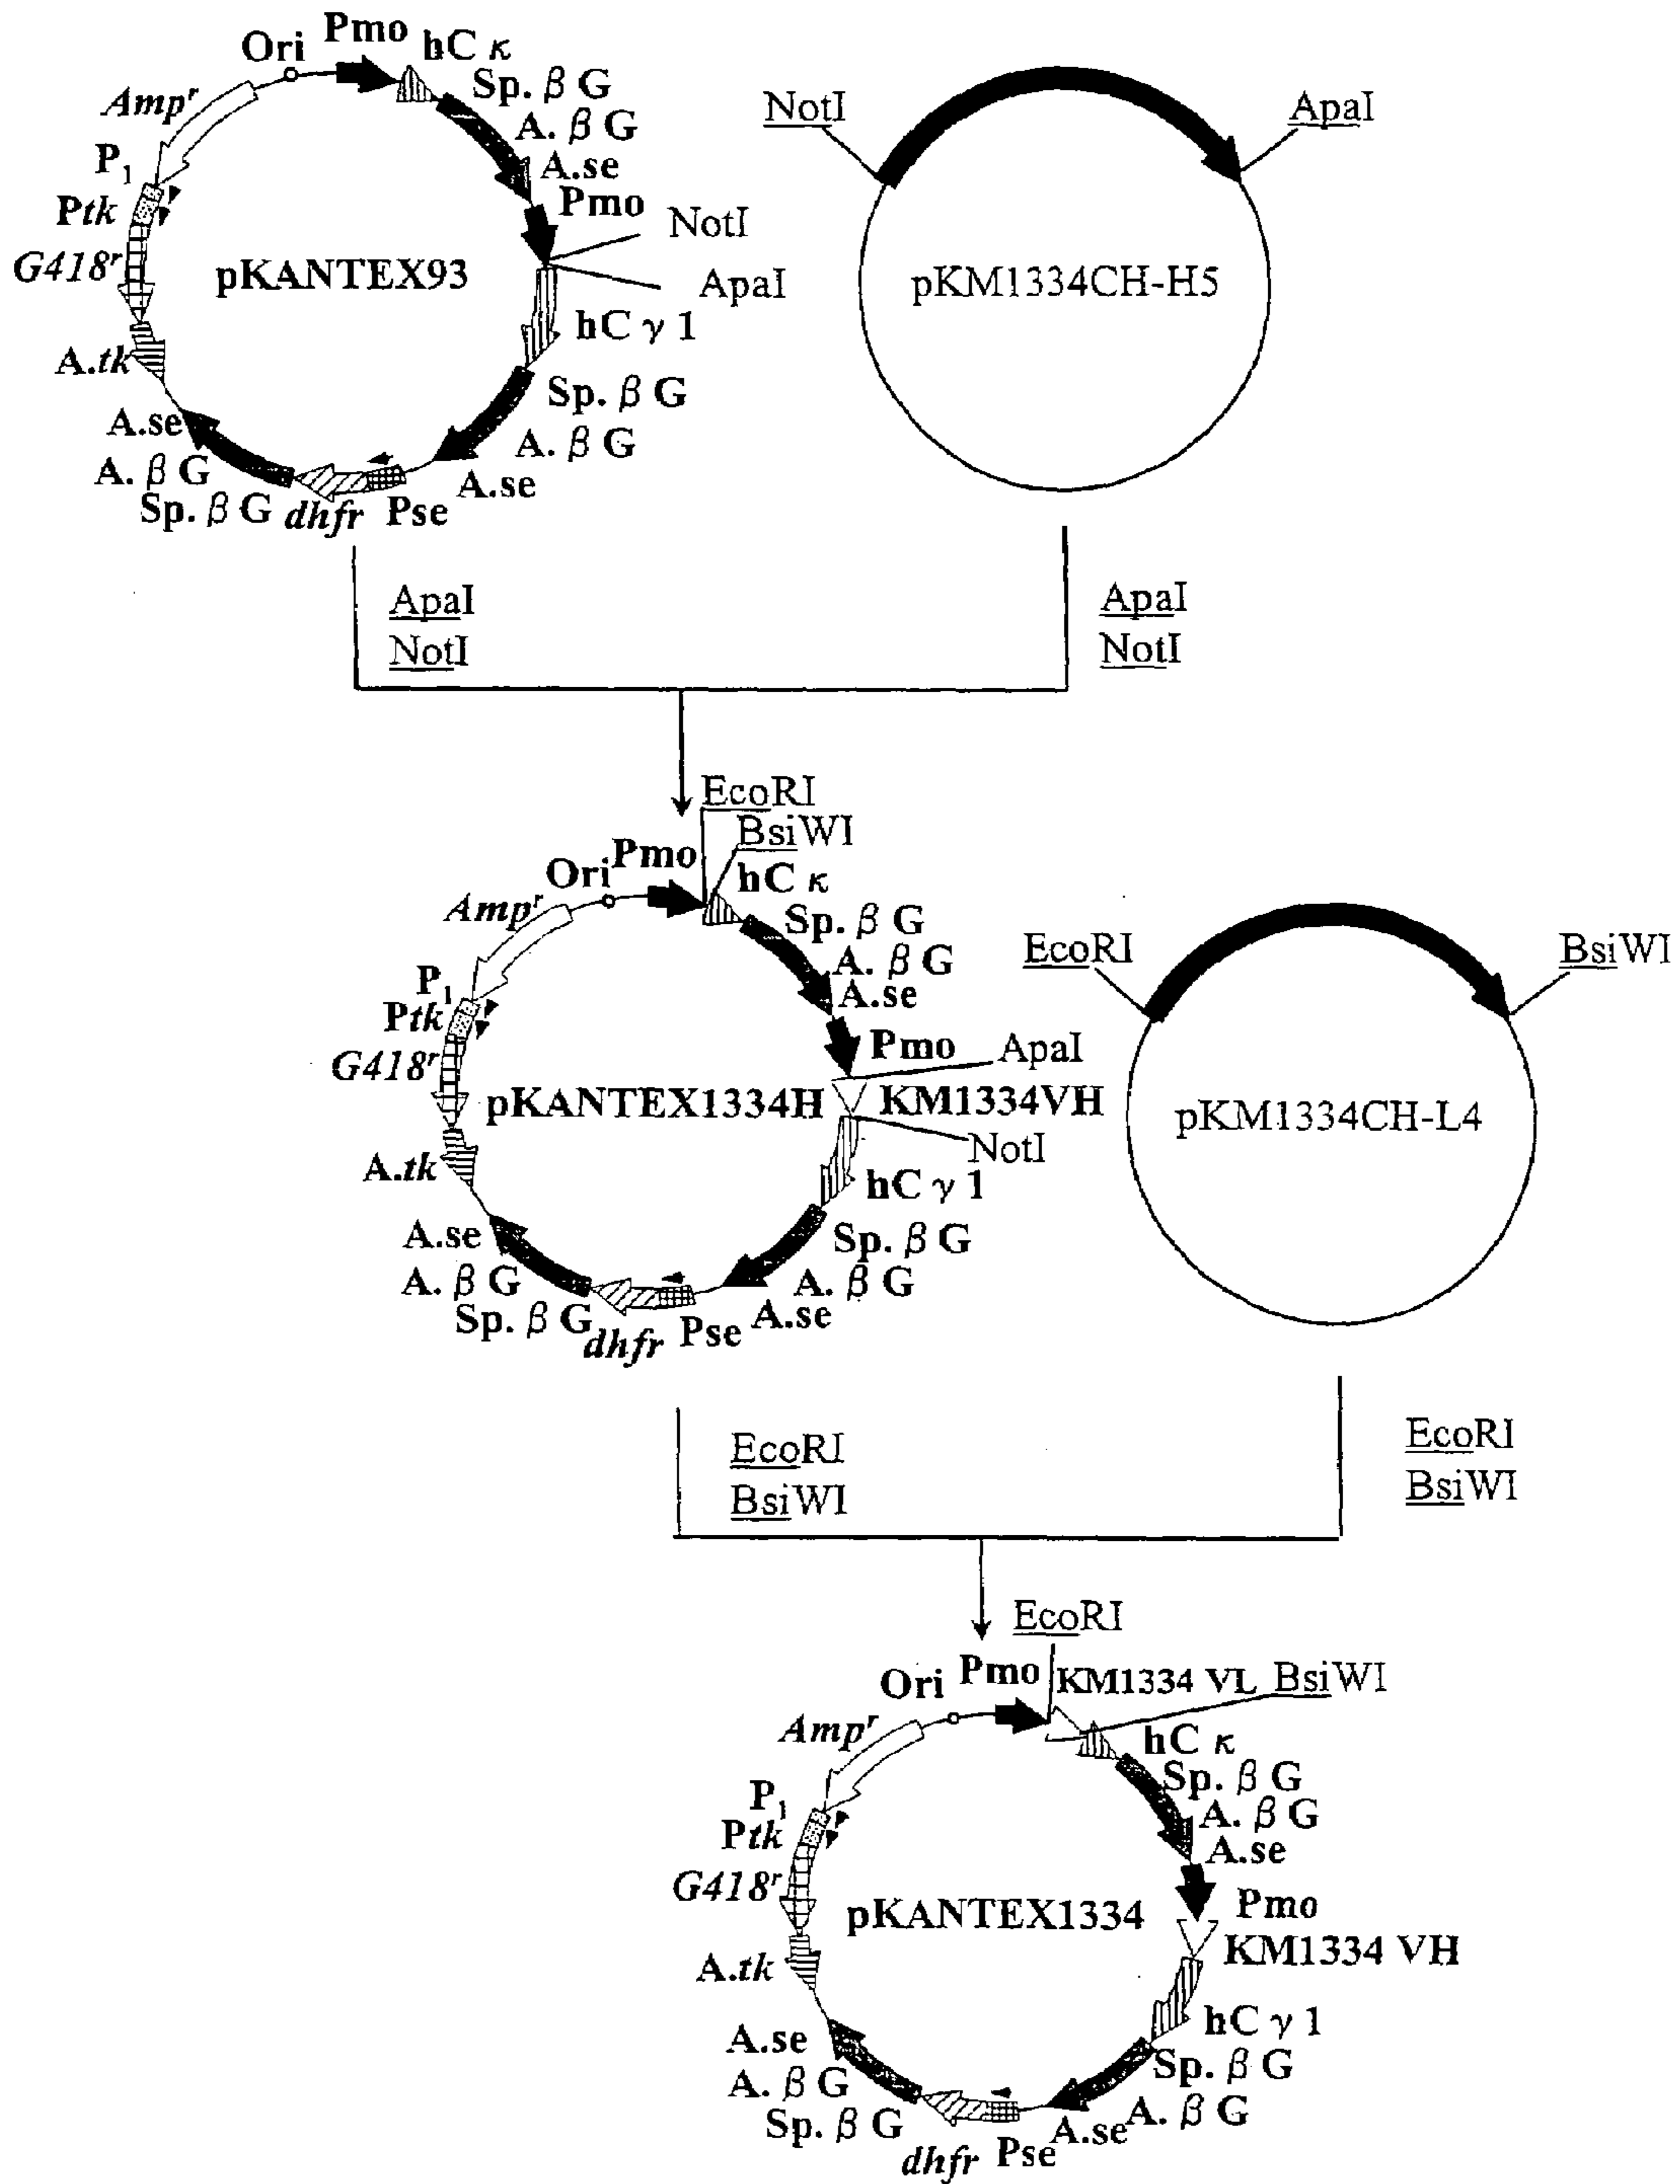 Ori
Pmo
hC κ
Sp. β G
A. β G
A.se
Pmo
NotI
ApaI
hC γ 1
Sp. β G
A. β G
A.se
Pse
dhfr
Sp. β G
A. β G
A.se
A.tk
G418r
Ptk
P1
Ampr
pKANTEX93
NotI
ApaI
pKM1334CH-H5
ApaI
NotI
ApaI
NotI
EcoRI
BsiWI
Ori
Pmo
hC κ
Sp. β G
A. β G
A.se
Pmo
ApaI
KM1334VH
NotI
hC γ 1
Sp. β G
A. β G
A.se
Pse
dhfr
Sp. β G
A. β G
A.se
A.tk
G418r
Ptk
P1
Ampr
pKANTEX1334H
EcoRI
BsiWI
pKM1334CH-L4
EcoRI
BsiWI
EcoRI
BsiWI
EcoRI
Ori
Pmo
KM1334 VL
BsiWI
hC κ
Sp. β G
A. β G
A.se
Pmo
KM1334 VH
hC γ 1
Sp. β G
A. β G
A.se
Pse
dhfr
Sp. β G
A. β G
A.se
A.tk
G418r
Ptk
P1
Ampr
pKANTEX1334